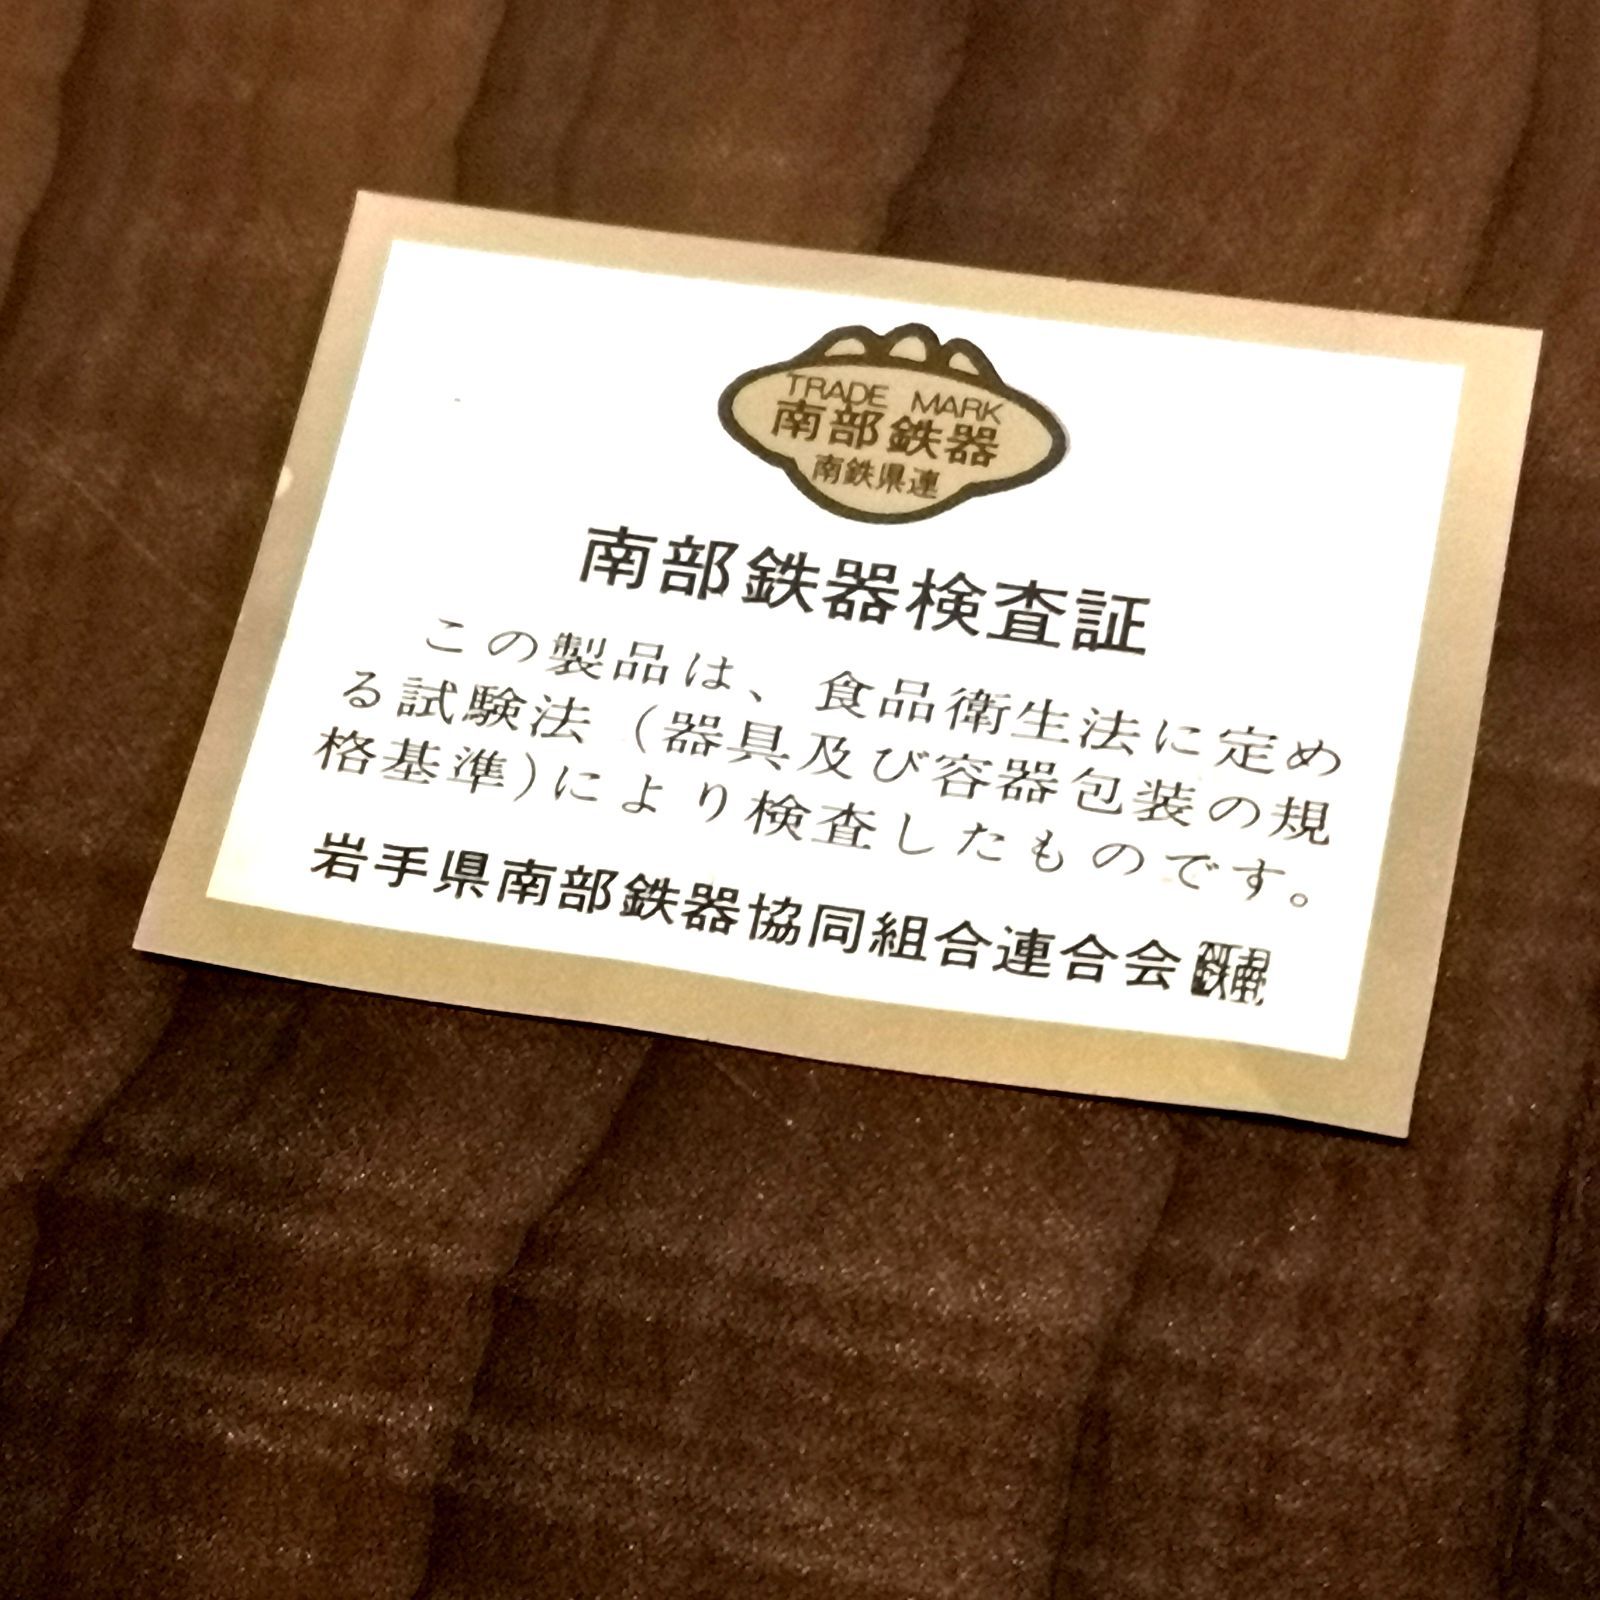 TRADE MARK
南部鉄器
南鉄県連
南部鉄器検査証
この製品は、食品衛生法に定め
る試験法(器具及び容器包装の規
格基準)により検査したものです。
岩手県南部鉄器協同組合連合会